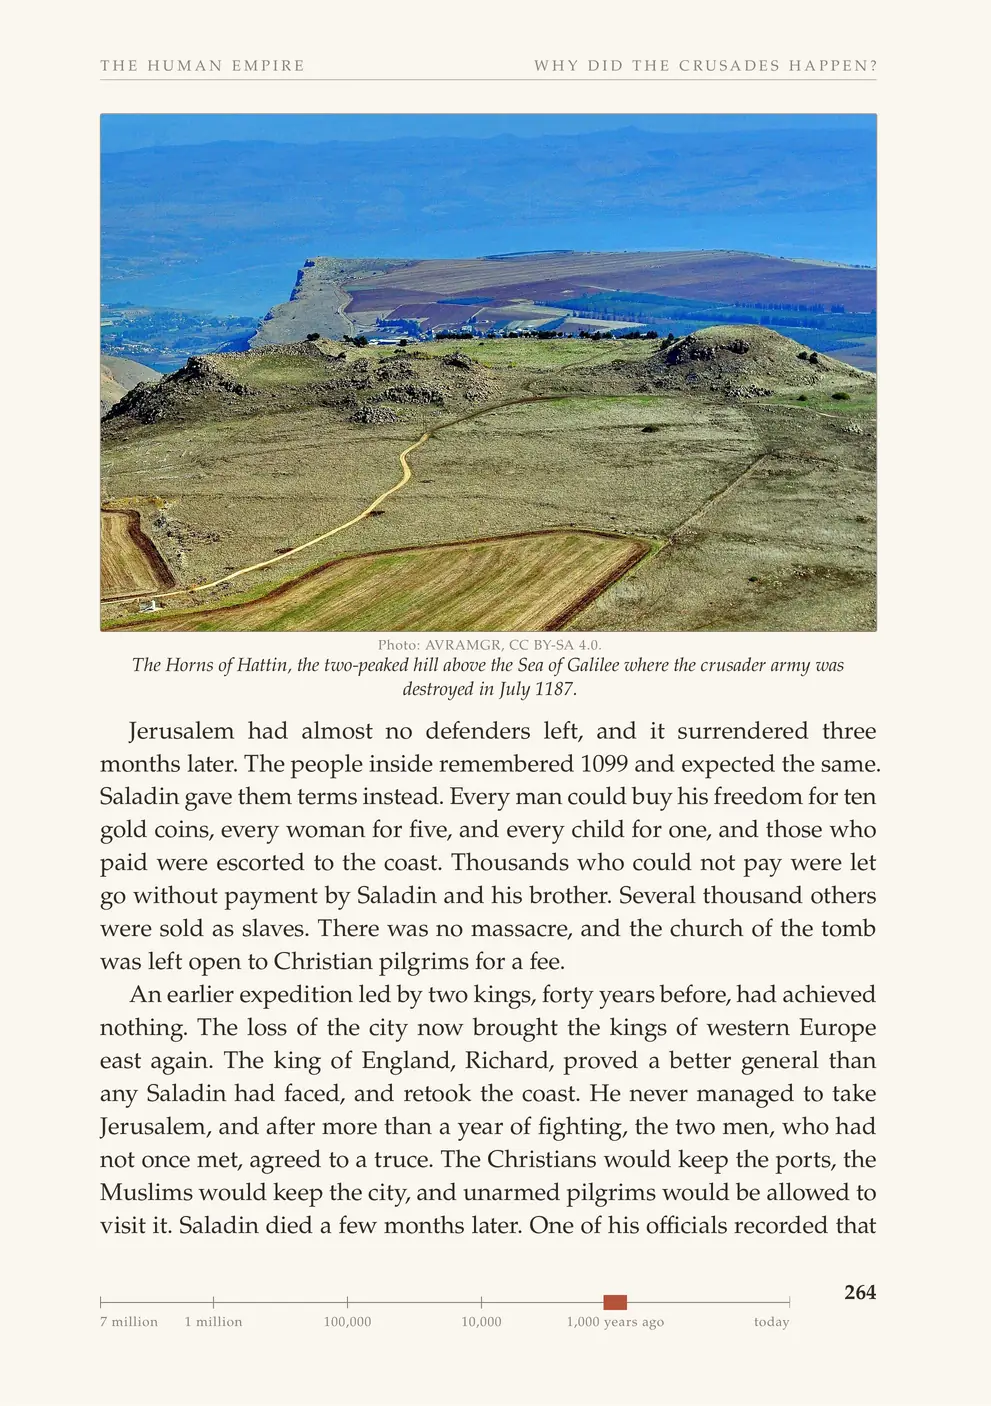 THE HUMAN EMPIRE
WHY DID THE CRUSADES HAPPEN?
Photo: AVRAMGR, CC BY-SA 4.0.
The Horns of Hattin, the two-peaked hill above the Sea of Galilee where the crusader army was
destroyed in July 1187.
Jerusalem had almost no defenders left, and it surrendered three
months later. The people inside remembered 1099 and expected the same.
Saladin gave them terms instead. Every man could buy his freedom for ten
gold coins, every woman for five, and every child for one, and those who
paid were escorted to the coast. Thousands who could not pay were let
go without payment by Saladin and his brother. Several thousand others
were sold as slaves. There was no massacre, and the church of the tomb
was left open to Christian pilgrims for a fee.
An earlier expedition led by two kings, forty years before, had achieved
nothing. The loss of the city now brought the kings of western Europe
east again. The king of England, Richard, proved a better general than
any Saladin had faced, and retook the coast. He never managed to take
Jerusalem, and after more than a year of fighting, the two men, who had
not once met, agreed to a truce. The Christians would keep the ports, the
Muslims would keep the city, and unarmed pilgrims would be allowed to
visit it. Saladin died a few months later. One of his officials recorded that
264
7 million
1 million
100,000
10,000
1,000 years ago
today